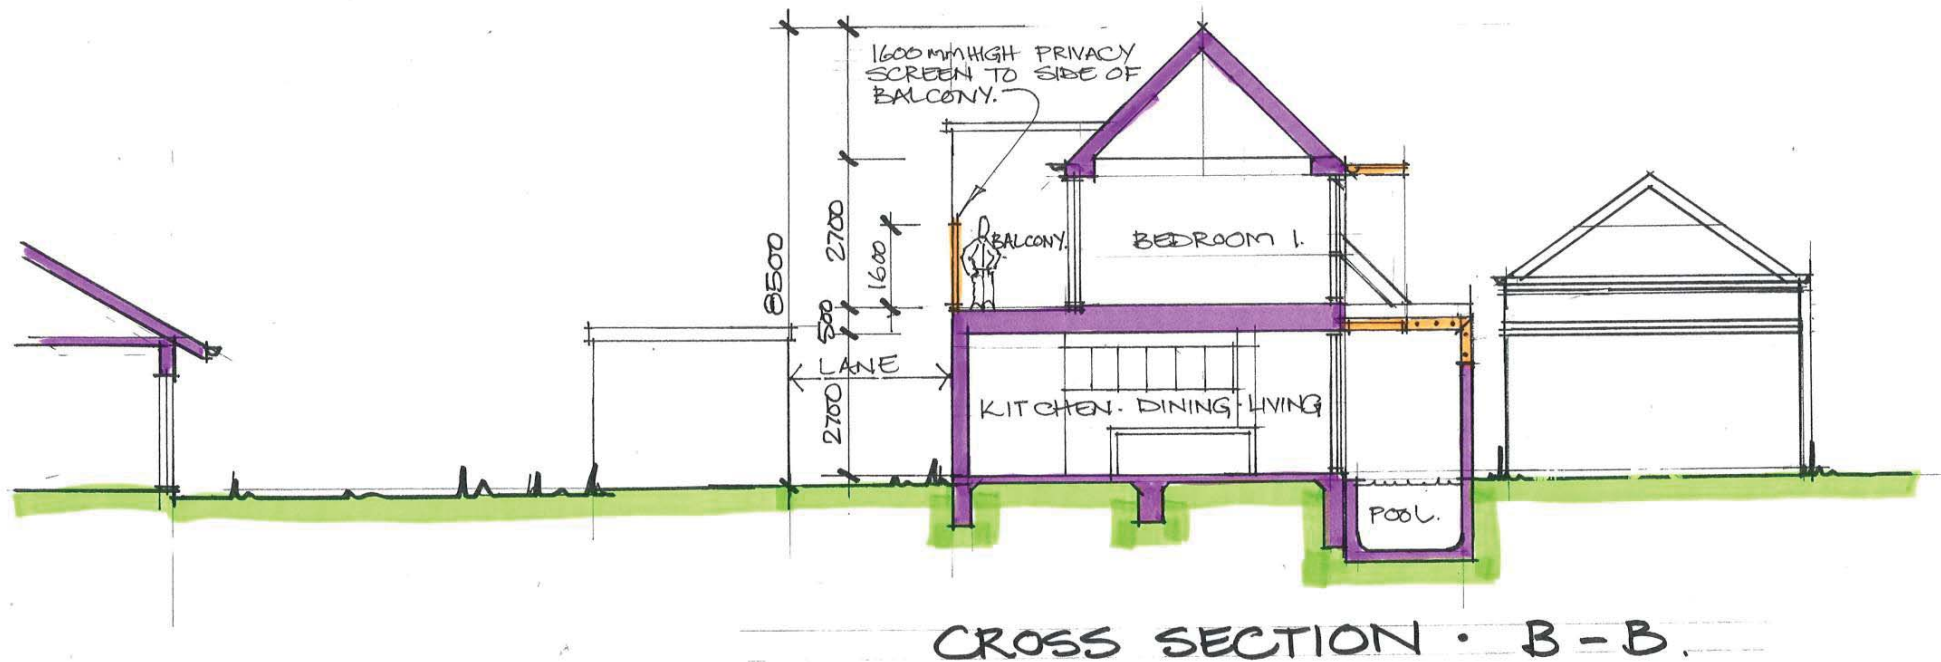 1600mm HIGH PRIVACY
SCREEN TO SIDE OF
BALCONY.
8500
2700
1600
500
2700
LANE
BALCONY.
BEDROOM 1.
KITCHEN · DINING · LIVING
POOL.
CROSS SECTION · B-B.